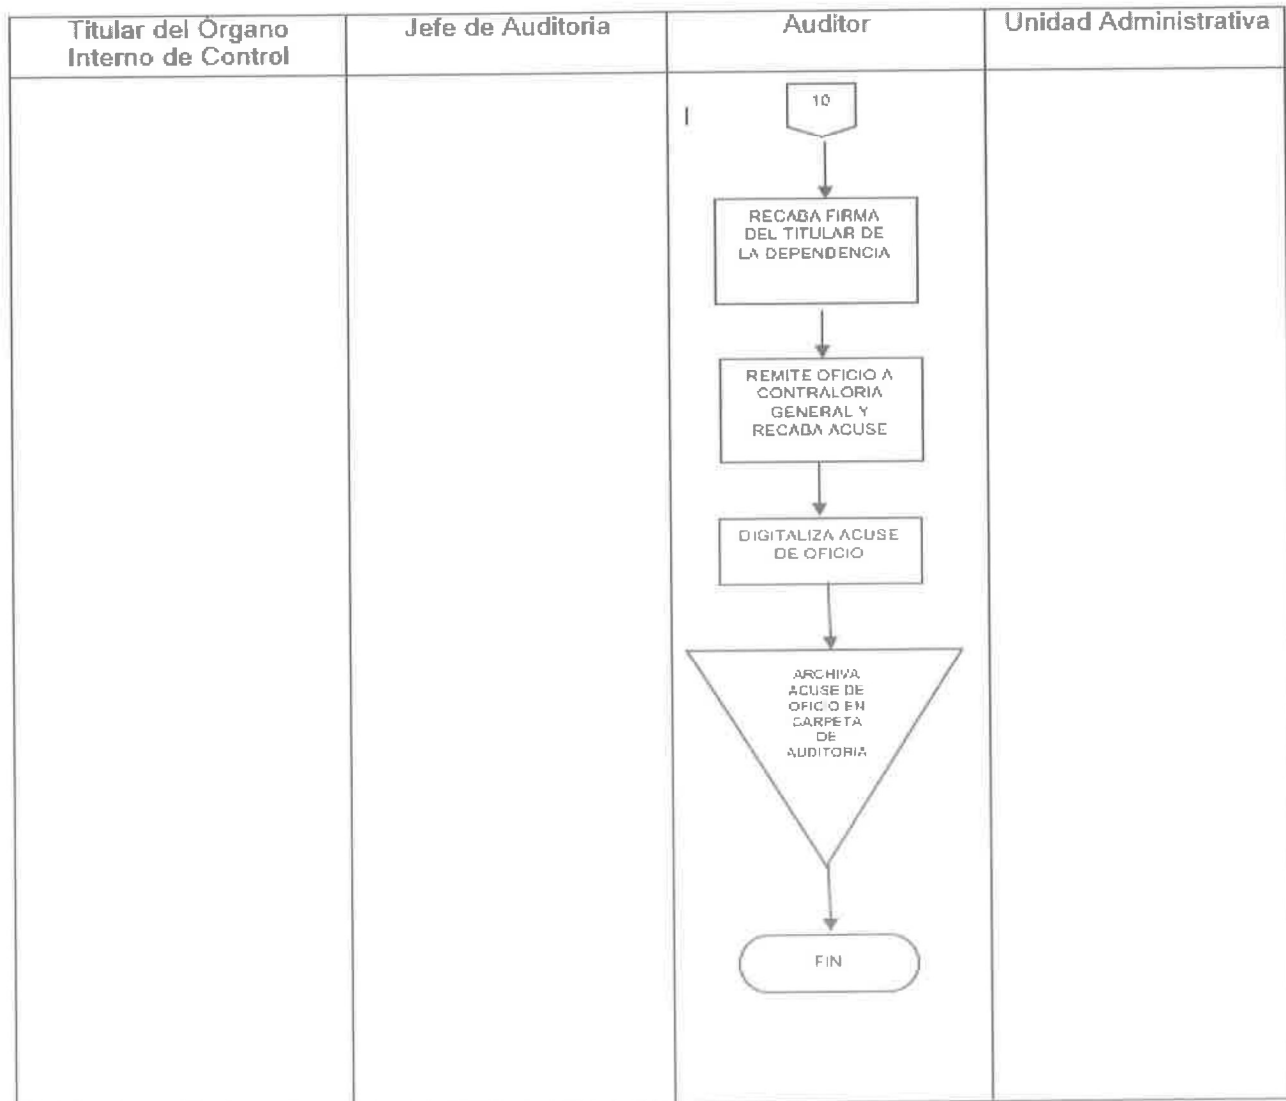 Titular del Órgano
Interno de Control
Jefe de Auditoria
Auditor
Unidad Administrativa
10
RECABA FIRMA
DEL TITULAR DE
LA DEPENDENCIA
REMITE OFICIO A
CONTRALORIA
GENERAL Y
RECABA ACUSE
DIGITALIZA ACUSE
DE OFICIO
ARCHIVA
ACUSE DE
OFICIO EN
CARPETA
DE
AUDITORIA
FIN